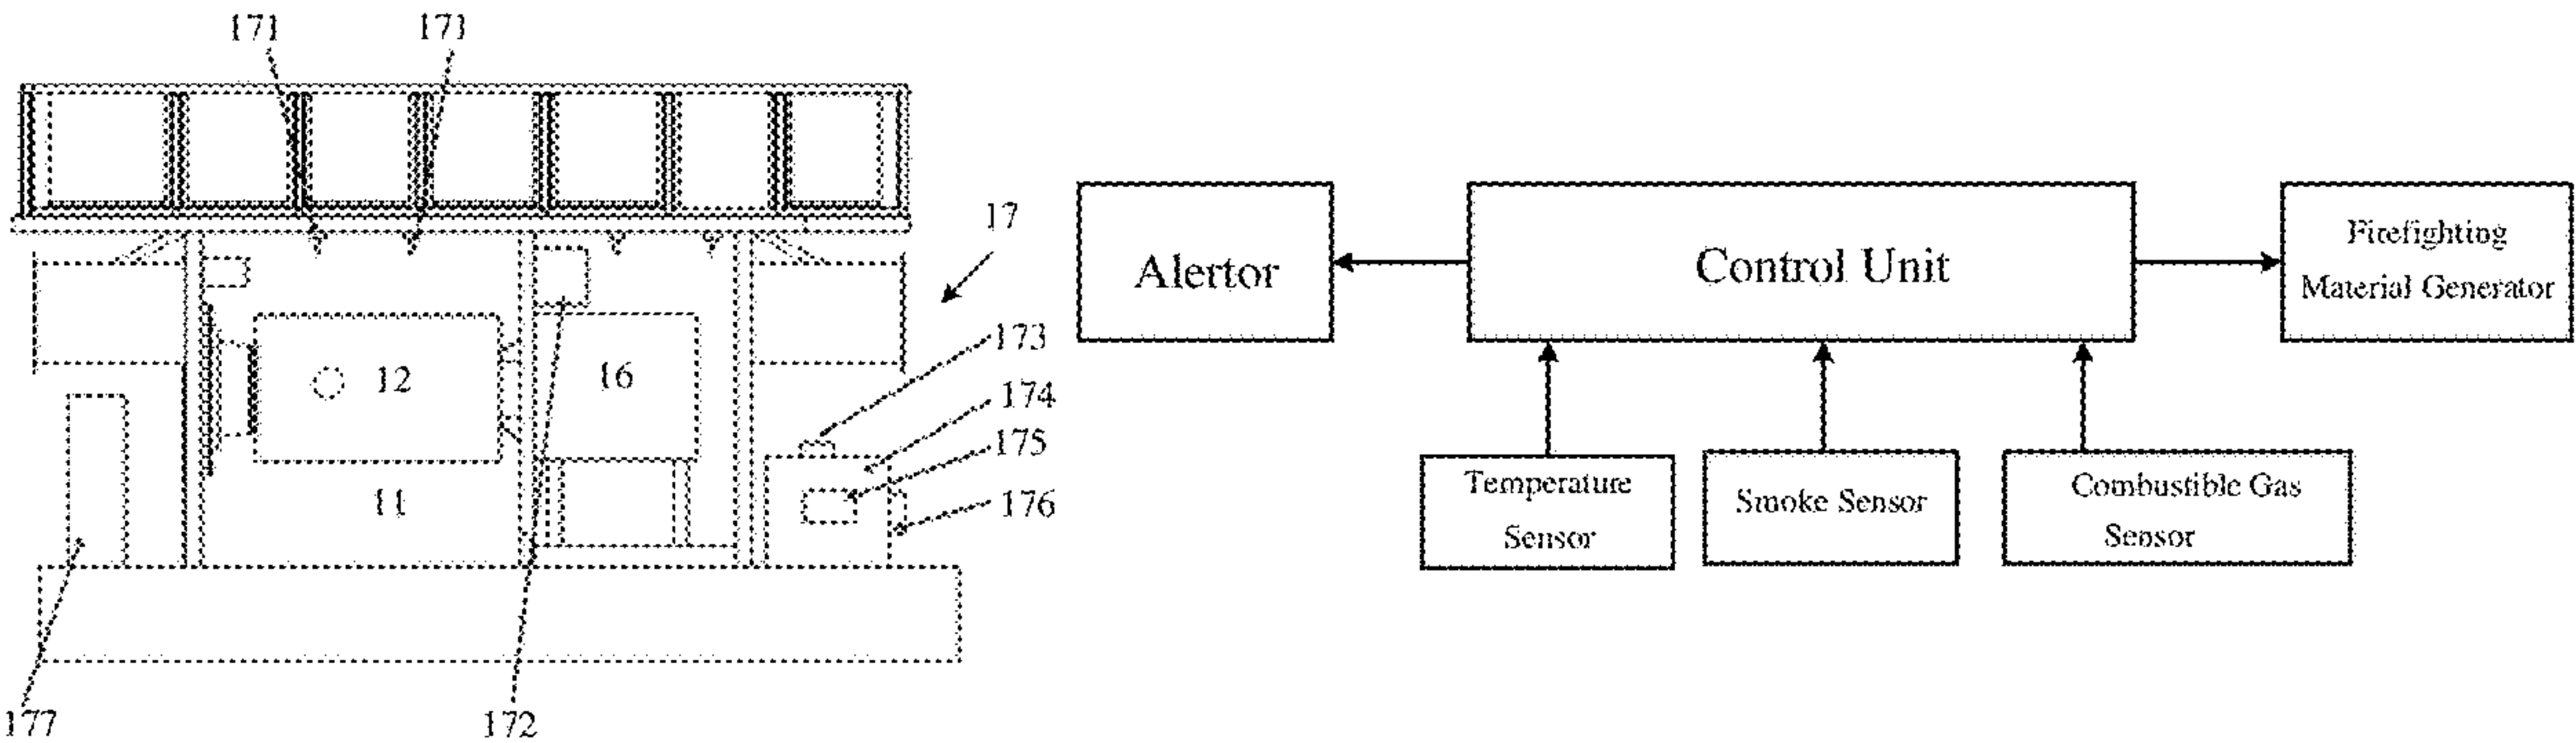 171
171
17
173
12
16
174
175
11
176
177
172
Alertor
Control Unit
Firefighting
Material Generator
Temperature
Sensor
Smoke Sensor
Combustible Gas
Sensor